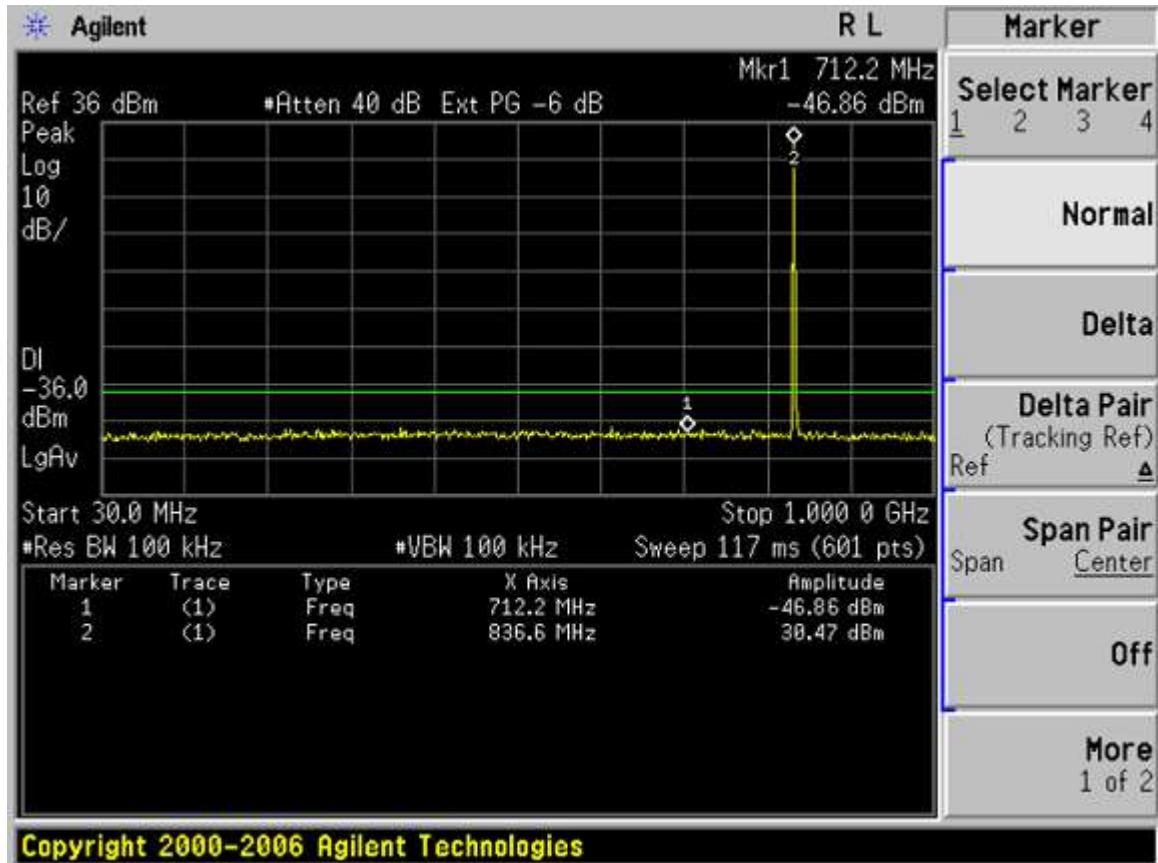 Agilent
R L
Marker
Mkr1 712.2 MHz
Ref 36 dBm #Atten 40 dB Ext PG -6 dB -46.86 dBm
Peak
Log
10
dB/
2
DI
-36.0
dBm
1
LgAv
Start 30.0 MHz Stop 1.000 0 GHz
#Res BW 100 kHz #VBW 100 kHz Sweep 117 ms (601 pts)
Marker Trace Type X Axis Amplitude
1 (1) Freq 712.2 MHz -46.86 dBm
2 (1) Freq 836.6 MHz 30.47 dBm
Select Marker
1 2 3 4
Normal
Delta
Delta Pair
(Tracking Ref)
Ref Δ
Span Pair
Span Center
Off
More
1 of 2
Copyright 2000-2006 Agilent Technologies